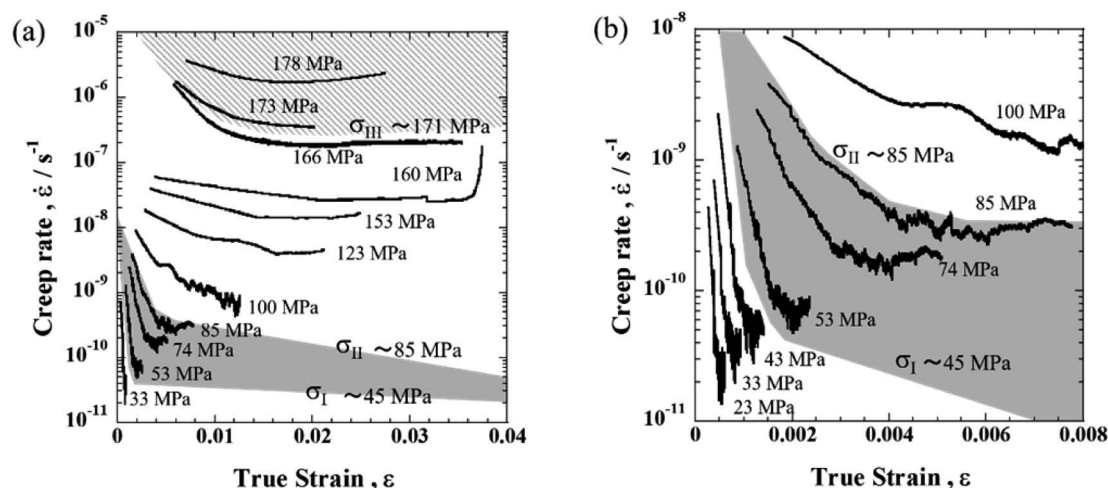 (a)
10⁻⁵
10⁻⁶
10⁻⁷
10⁻⁸
10⁻⁹
10⁻¹⁰
10⁻¹¹
Creep rate , ε̇ / s⁻¹
178 MPa
173 MPa
σIII ~171 MPa
166 MPa
160 MPa
153 MPa
123 MPa
100 MPa
85 MPa
σII ~85 MPa
74 MPa
53 MPa
σI ~45 MPa
33 MPa
0 0.01 0.02 0.03 0.04
True Strain , ε
(b)
10⁻⁸
10⁻⁹
10⁻¹⁰
10⁻¹¹
Creep rate , ε̇ / s⁻¹
100 MPa
σII ~85 MPa
85 MPa
74 MPa
53 MPa
43 MPa
σI ~45 MPa
33 MPa
23 MPa
0 0.002 0.004 0.006 0.008
True Strain , ε